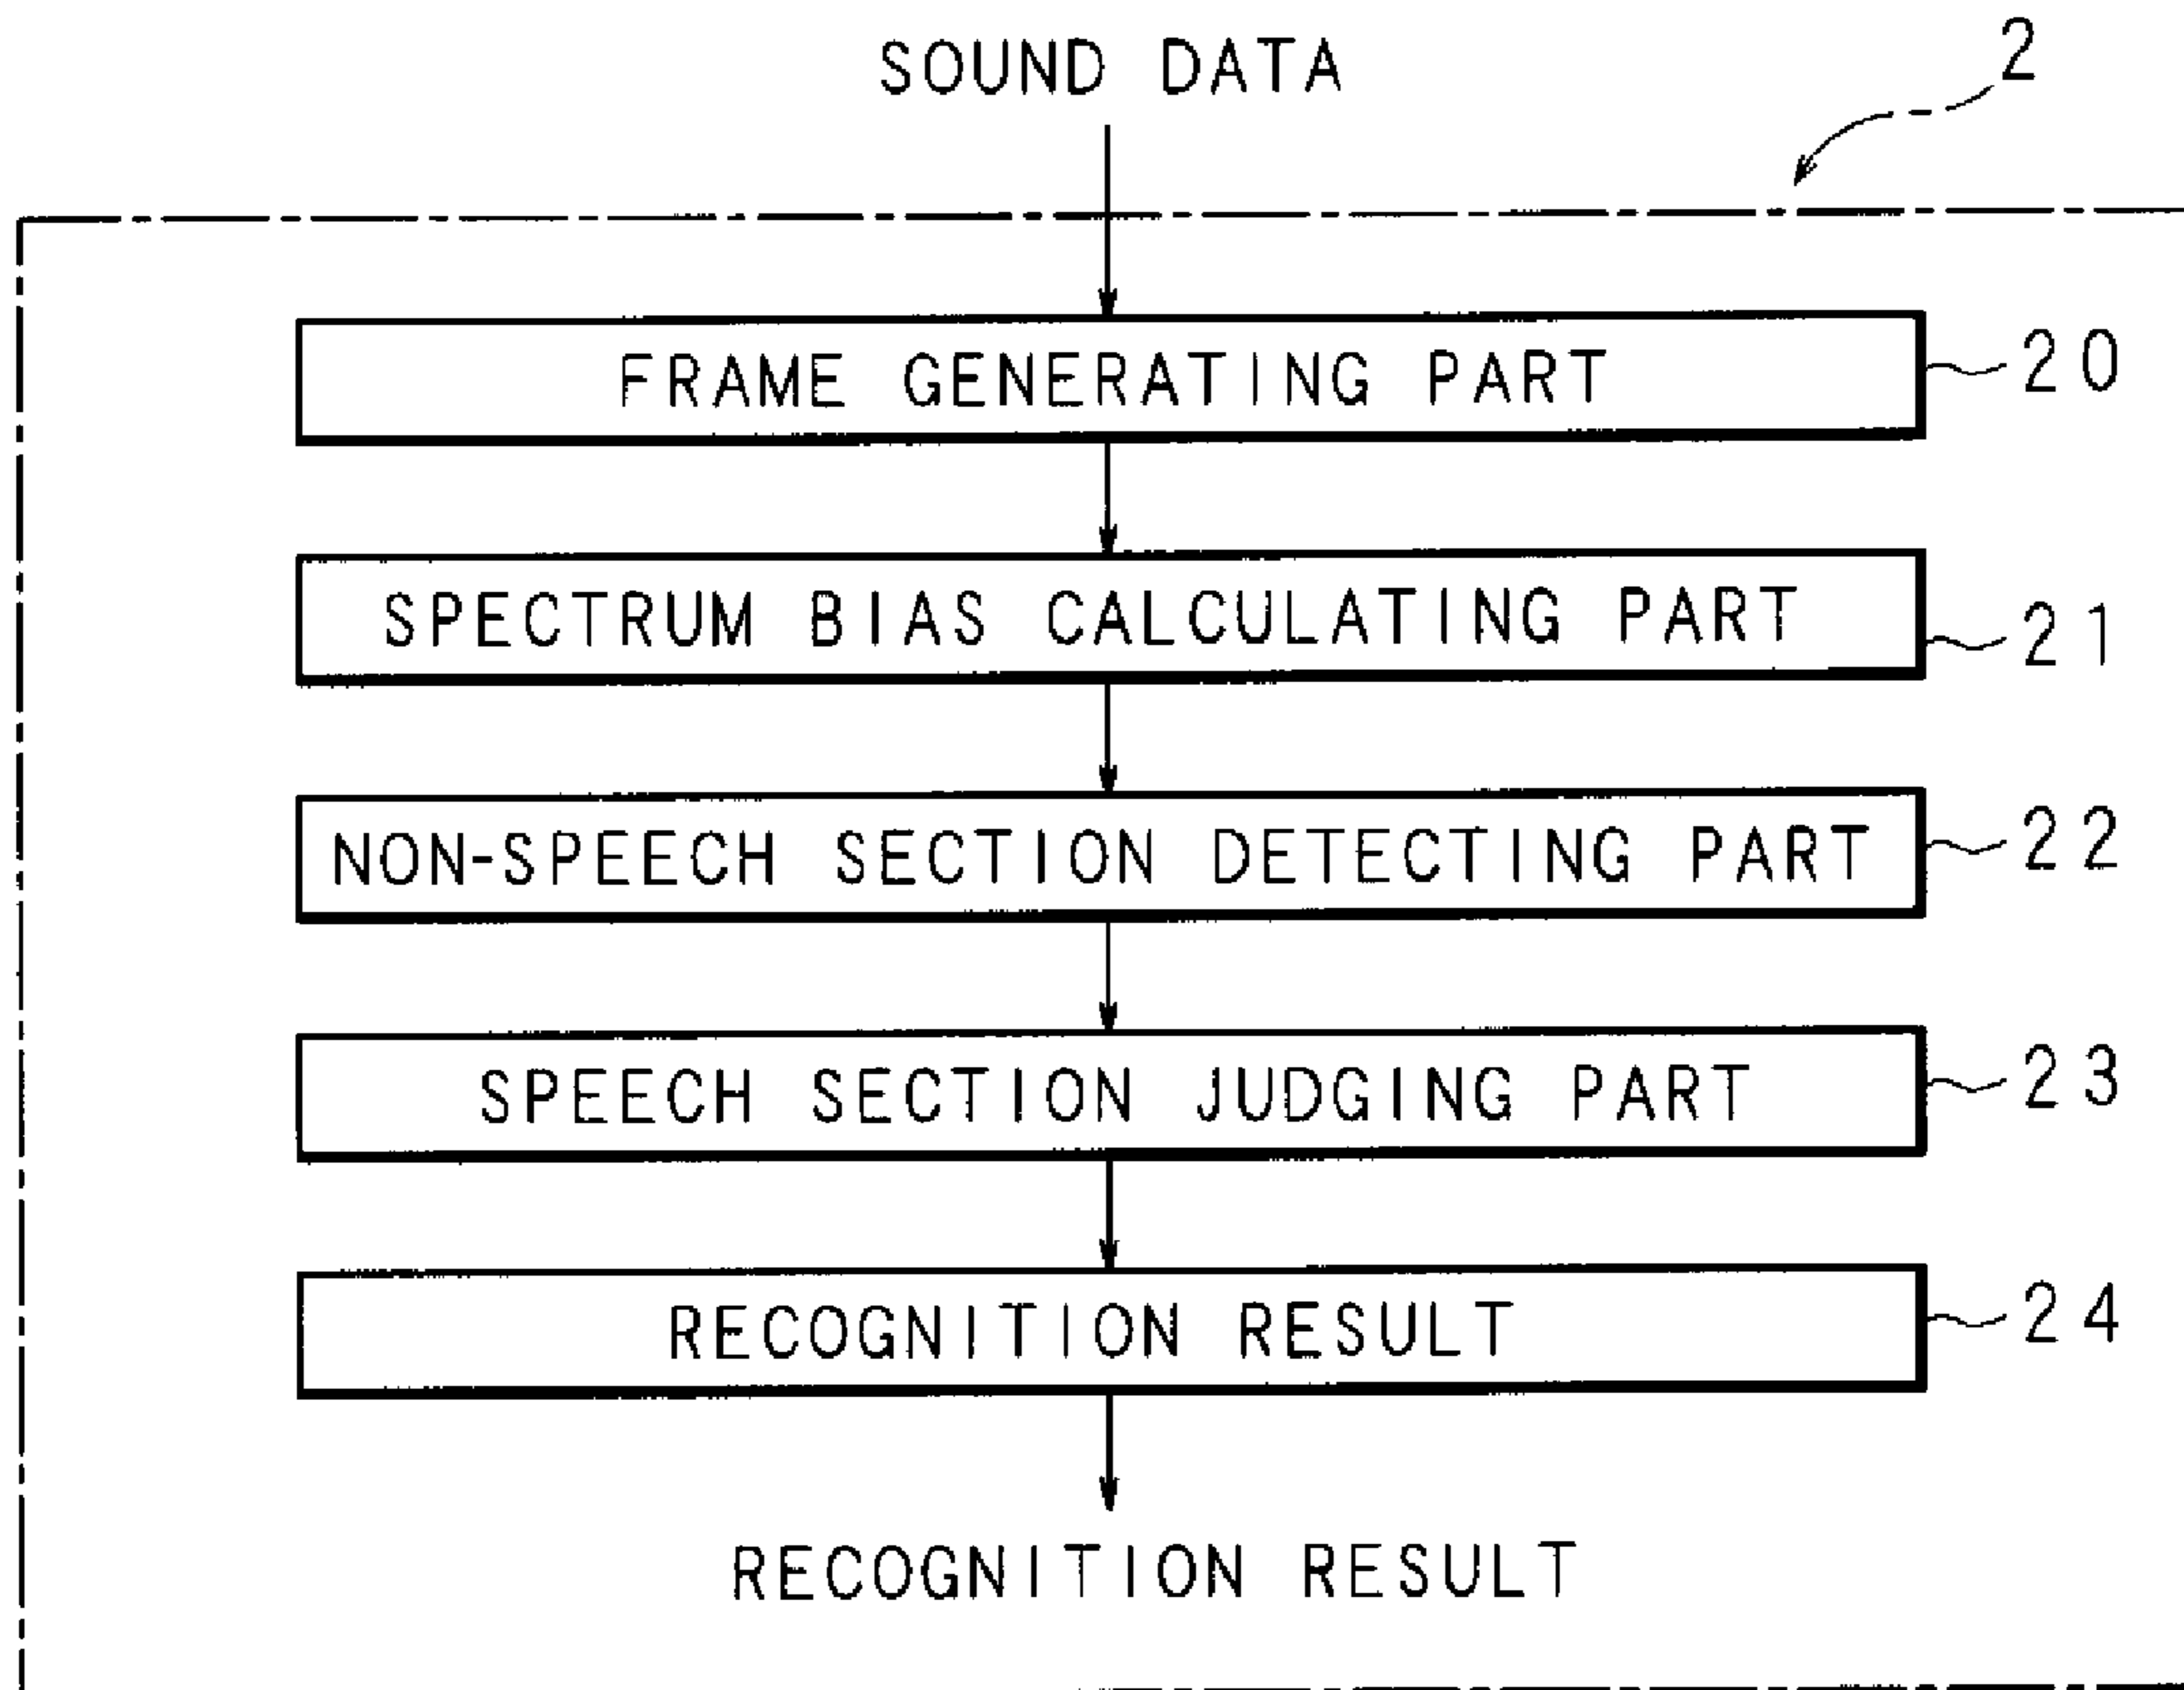 SOUND DATA
2
FRAME GENERATING PART
20
SPECTRUM BIAS CALCULATING PART
21
NON-SPEECH SECTION DETECTING PART
22
SPEECH SECTION JUDGING PART
23
RECOGNITION RESULT
24
RECOGNITION RESULT